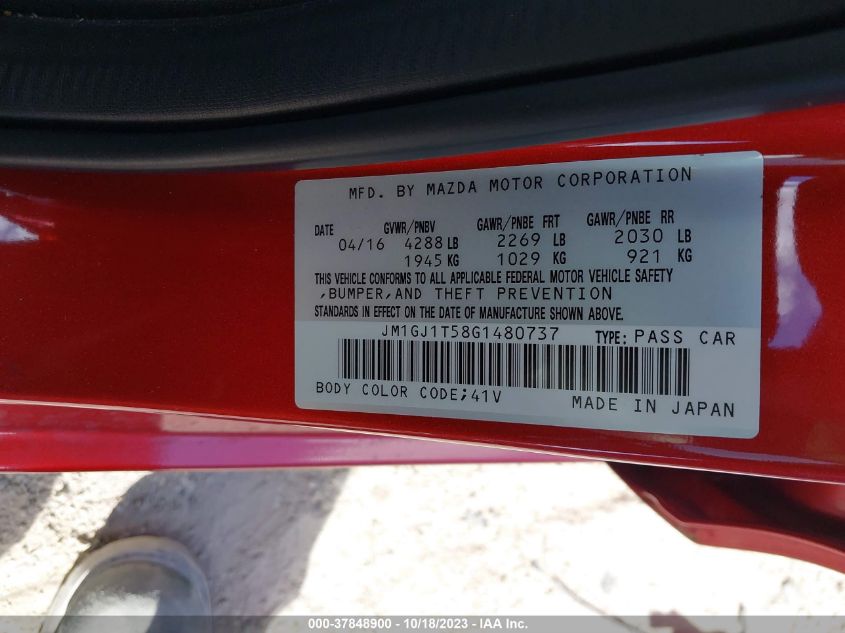 MFD. BY MAZDA MOTOR CORPORATION
DATE GVWR/PNBV GAWR/PNBE FRT GAWR/PNBE RR
04/16 4288 LB 2269 LB 2030 LB
1945 KG 1029 KG 921 KG
THIS VEHICLE CONFORMS TO ALL APPLICABLE FEDERAL MOTOR VEHICLE SAFETY
,BUMPER,AND THEFT PREVENTION
STANDARDS IN EFFECT ON THE DATE OF MANUFACTURE SHOWN ABOVE.
JM1GJ1T58G1480737 TYPE: PASS CAR
BODY COLOR CODE;41V MADE IN JAPAN
000-37848900 - 10/18/2023 - IAA Inc.